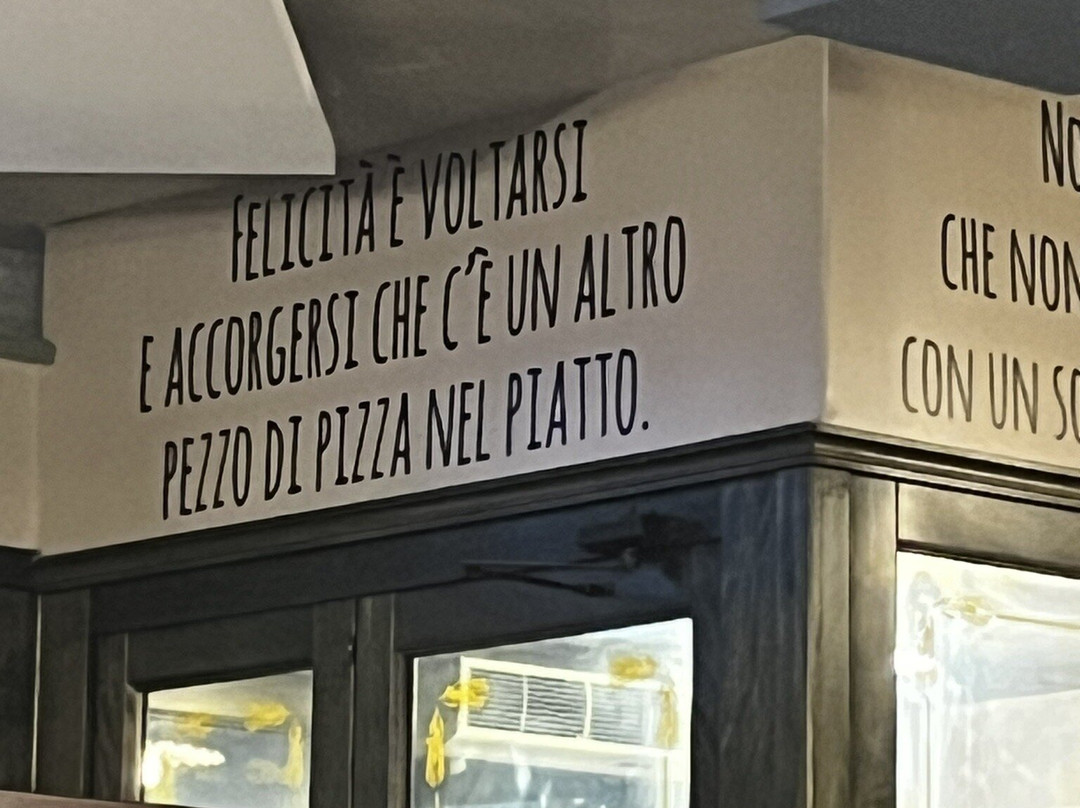 FELICITÀ È VOLTARSI
E ACCORGERSI CHE C'È UN ALTRO
PEZZO DI PIZZA NEL PIATTO.
CHE NON
CON UN